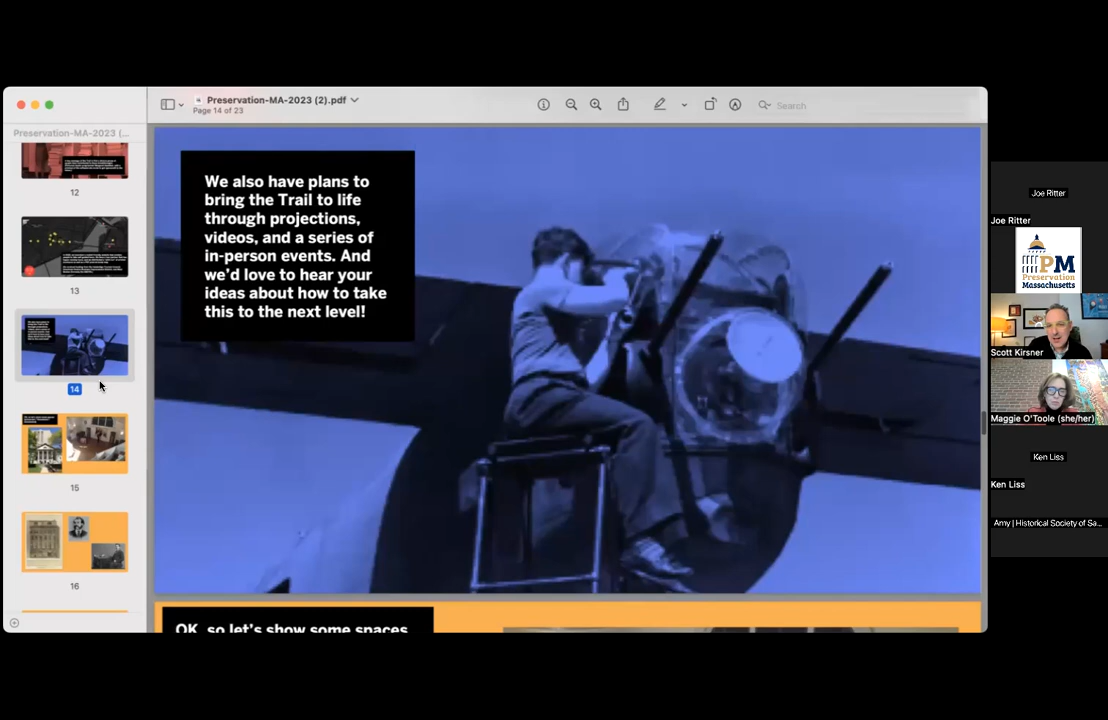 Preservation-MA-2023 (2).pdf
Page 14 of 23
Search
Preservation-MA-2023 (...
12
13
14
15
16
We also have plans to
bring the Trail to life
through projections,
videos, and a series of
in-person events. And
we'd love to hear your
ideas about how to take
this to the next level!
OK, so let's show some spaces
Joe Ritter
Joe Ritter
PM
Preservation
Massachusetts
Scott Kirsner
Maggie O'Toole (she/her)
Ken Liss
Ken Liss
Amy | Historical Society of Sa...